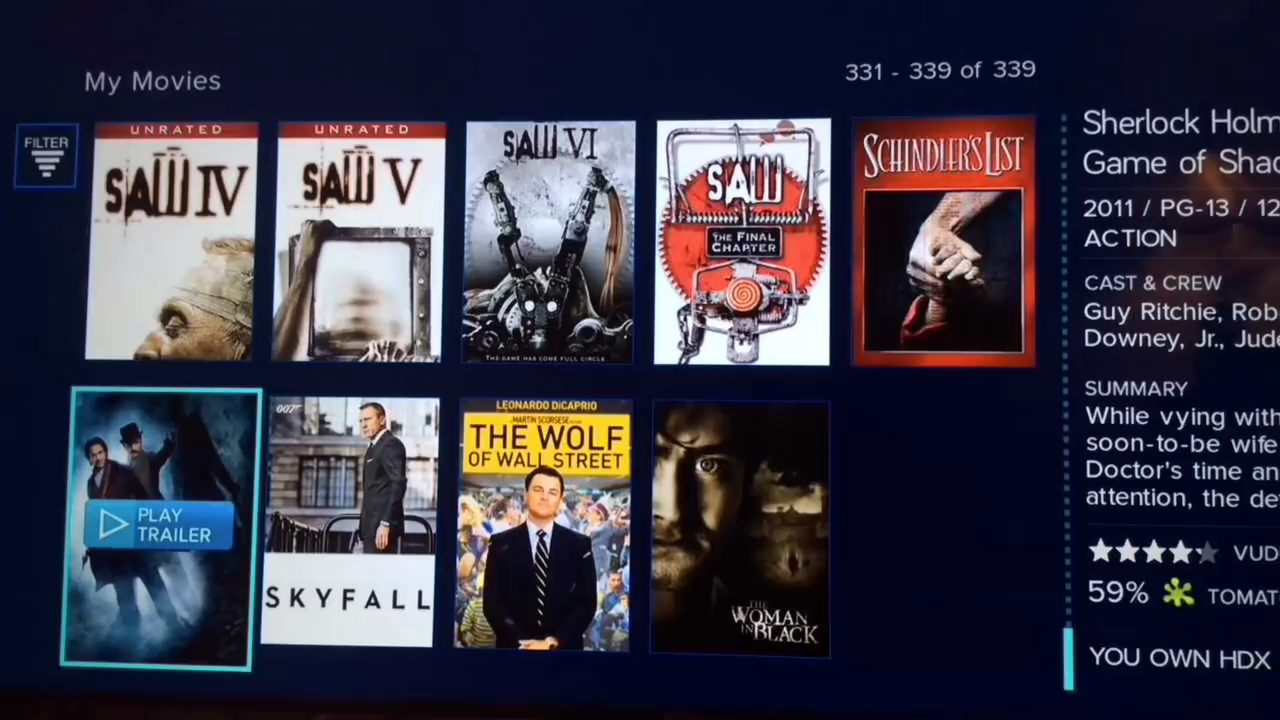 My Movies
331 - 339 of 339
FILTER
UNRATED
SAW IV
UNRATED
SAW V
SAW VI
THE GAME HAS COME FULL CIRCLE
SAW
THE FINAL
CHAPTER
SCHINDLER'S LIST
PLAY
TRAILER
007
SKYFALL
LEONARDO DiCAPRIO
MARTIN SCORSESE
THE WOLF
OF WALL STREET
THE
WOMAN
IN BLACK
Sherlock Holm
Game of Shad
2011 / PG-13 / 12
ACTION
CAST & CREW
Guy Ritchie, Rob
Downey, Jr., Jude
SUMMARY
While vying with
soon-to-be wife
Doctor's time an
attention, the de
VUD
59% TOMAT
YOU OWN HDX